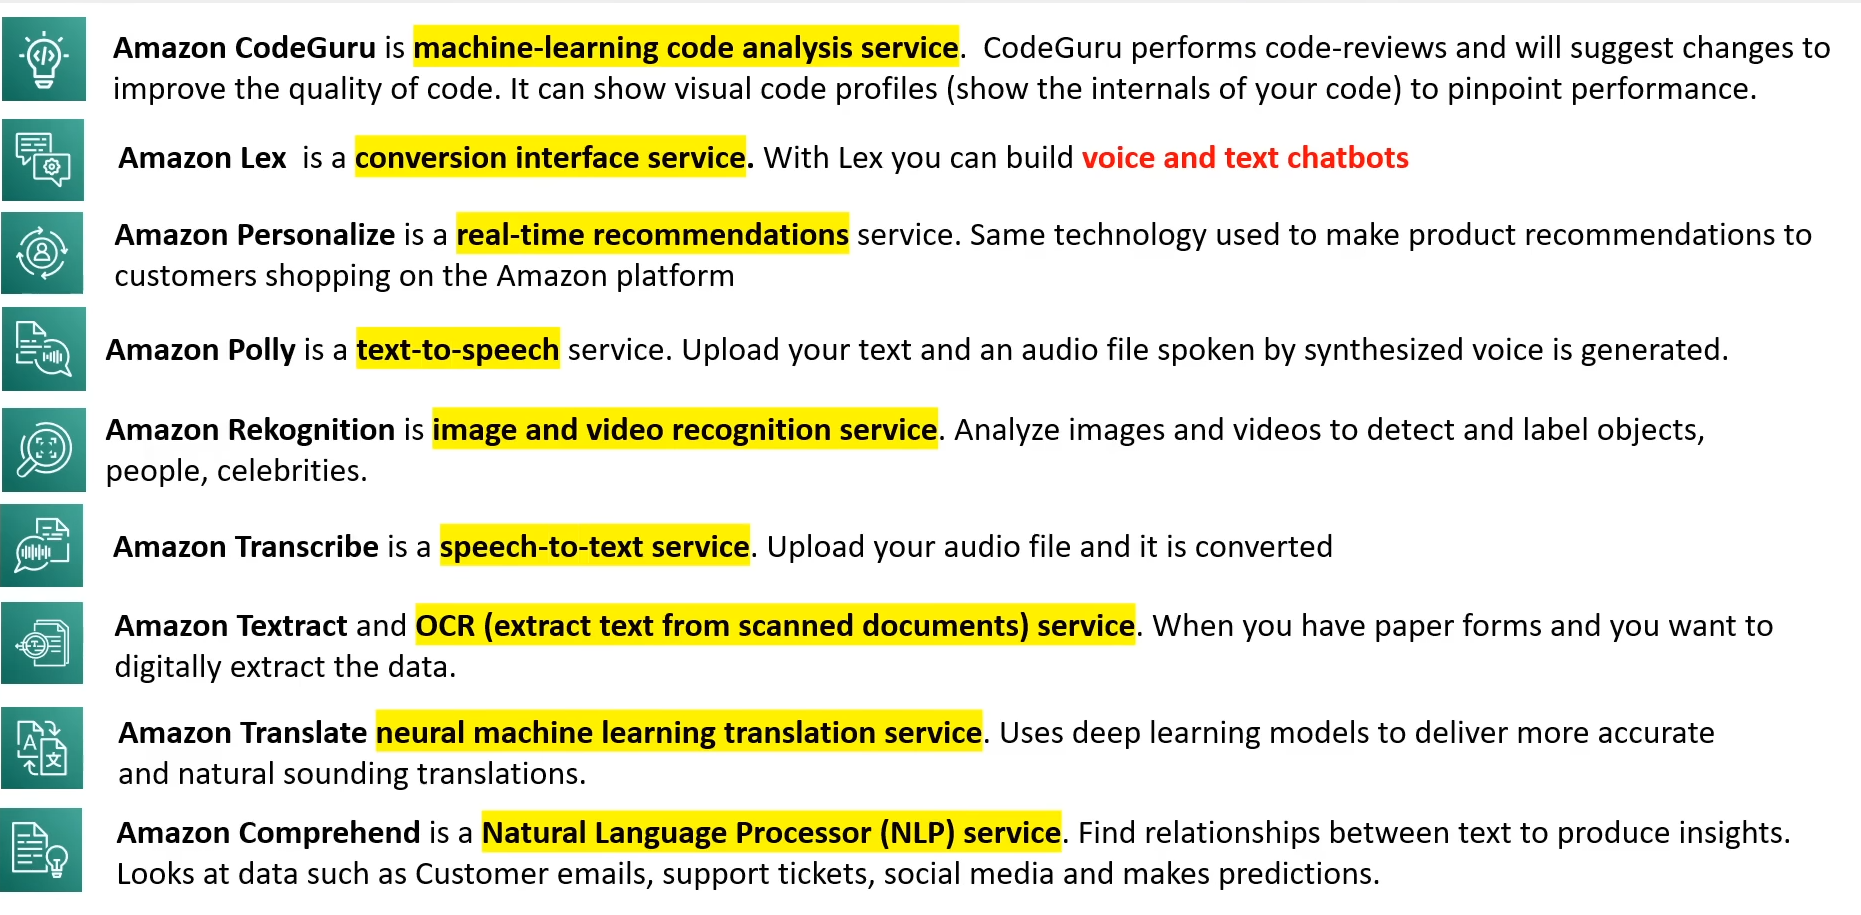 Amazon CodeGuru is machine-learning code analysis service. CodeGuru performs code-reviews and will suggest changes to
improve the quality of code. It can show visual code profiles (show the internals of your code) to pinpoint performance.
Amazon Lex is a conversion interface service. With Lex you can build voice and text chatbots
Amazon Personalize is a real-time recommendations service. Same technology used to make product recommendations to
customers shopping on the Amazon platform
Amazon Polly is a text-to-speech service. Upload your text and an audio file spoken by synthesized voice is generated.
Amazon Rekognition is image and video recognition service. Analyze images and videos to detect and label objects,
people, celebrities.
Amazon Transcribe is a speech-to-text service. Upload your audio file and it is converted
Amazon Textract and OCR (extract text from scanned documents) service. When you have paper forms and you want to
digitally extract the data.
Amazon Translate neural machine learning translation service. Uses deep learning models to deliver more accurate
and natural sounding translations.
Amazon Comprehend is a Natural Language Processor (NLP) service. Find relationships between text to produce insights.
Looks at data such as Customer emails, support tickets, social media and makes predictions.